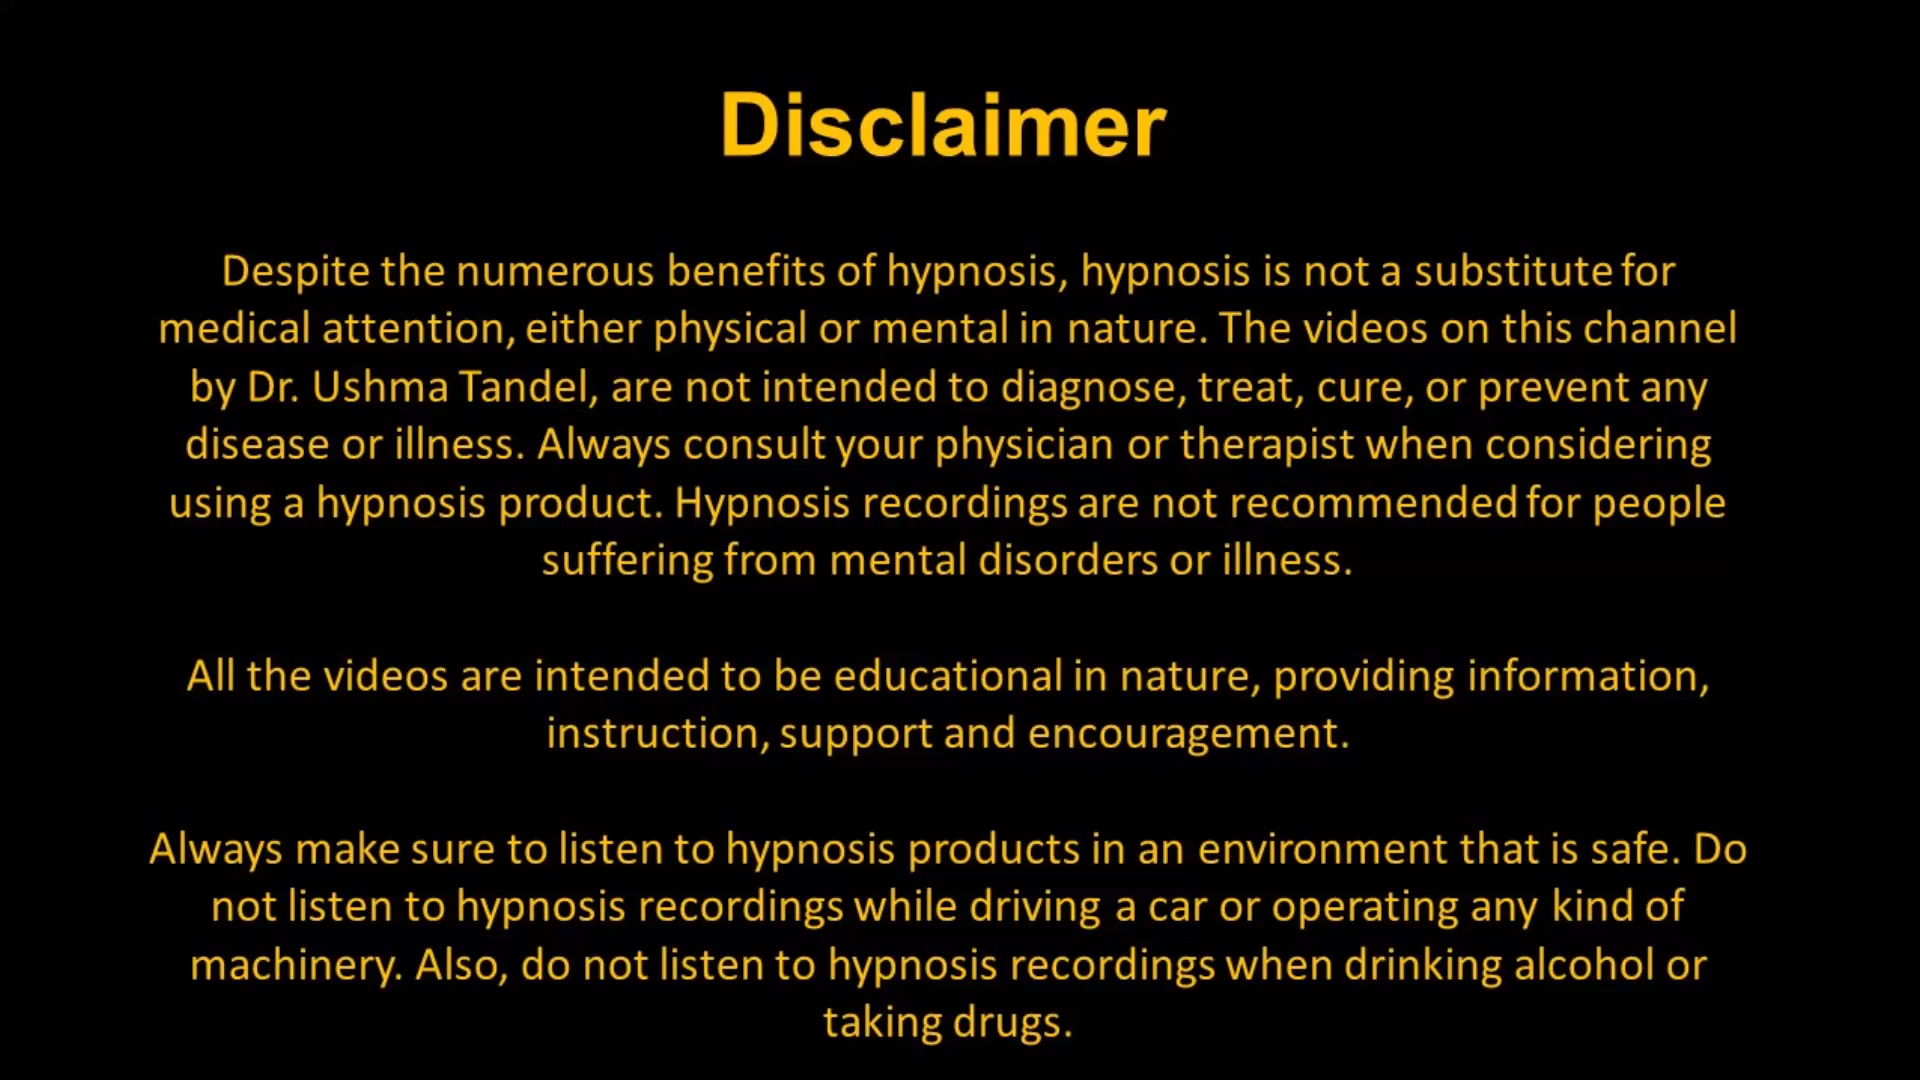 Disclaimer
Despite the numerous benefits of hypnosis, hypnosis is not a substitute for
medical attention, either physical or mental in nature. The videos on this channel
by Dr. Ushma Tandel, are not intended to diagnose, treat, cure, or prevent any
disease or illness. Always consult your physician or therapist when considering
using a hypnosis product. Hypnosis recordings are not recommended for people
suffering from mental disorders or illness.
All the videos are intended to be educational in nature, providing information,
instruction, support and encouragement.
Always make sure to listen to hypnosis products in an environment that is safe. Do
not listen to hypnosis recordings while driving a car or operating any kind of
machinery. Also, do not listen to hypnosis recordings when drinking alcohol or
taking drugs.